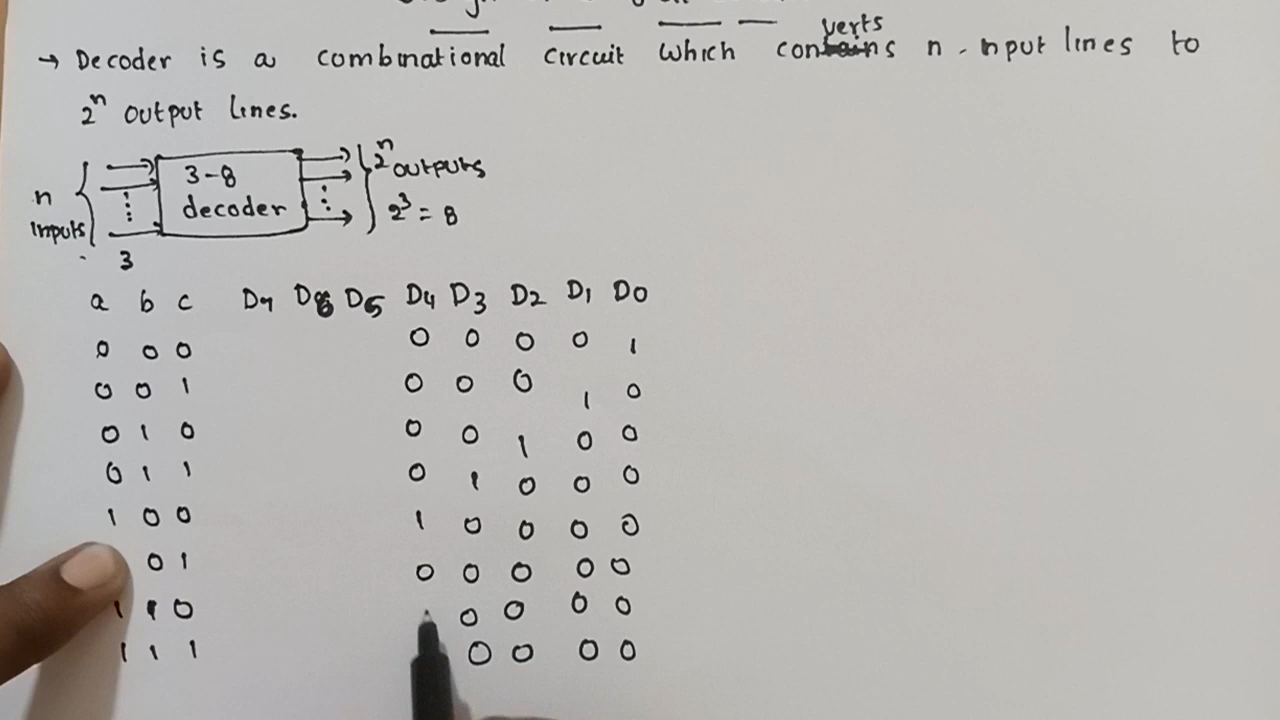 → Decoder is a combinational circuit which converts n - input lines to
2ⁿ output lines.
n inputs 3
3-8 decoder
2ⁿ outputs
2³ = 8
a b c D7 D6 D5 D4 D3 D2 D1 D0
0 0 0 0 0 0 0 1
0 0 1 0 0 0 1 0
0 1 0 0 0 1 0 0
0 1 1 0 1 0 0 0
1 0 0 1 0 0 0 0
0 1 0 0 0 0 0
1 1 0 0 0 0 0
1 1 1 0 0 0 0